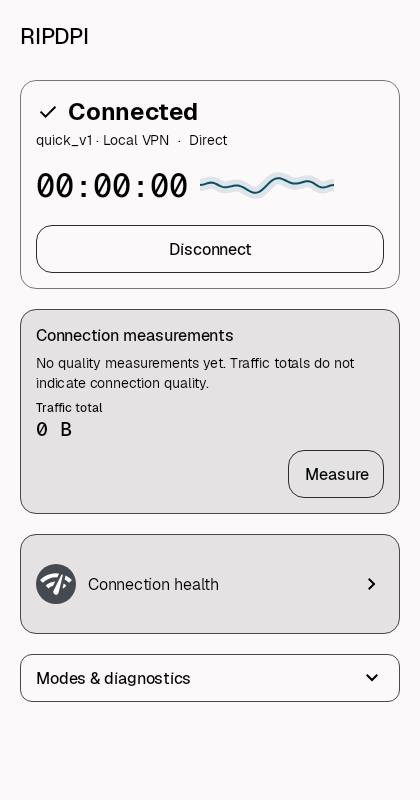 RIPDPI
Connected
quick_v1 · Local VPN · Direct
00:00:00
Disconnect
Connection measurements
No quality measurements yet. Traffic totals do not
indicate connection quality.
Traffic total
0 B
Measure
Connection health
Modes & diagnostics